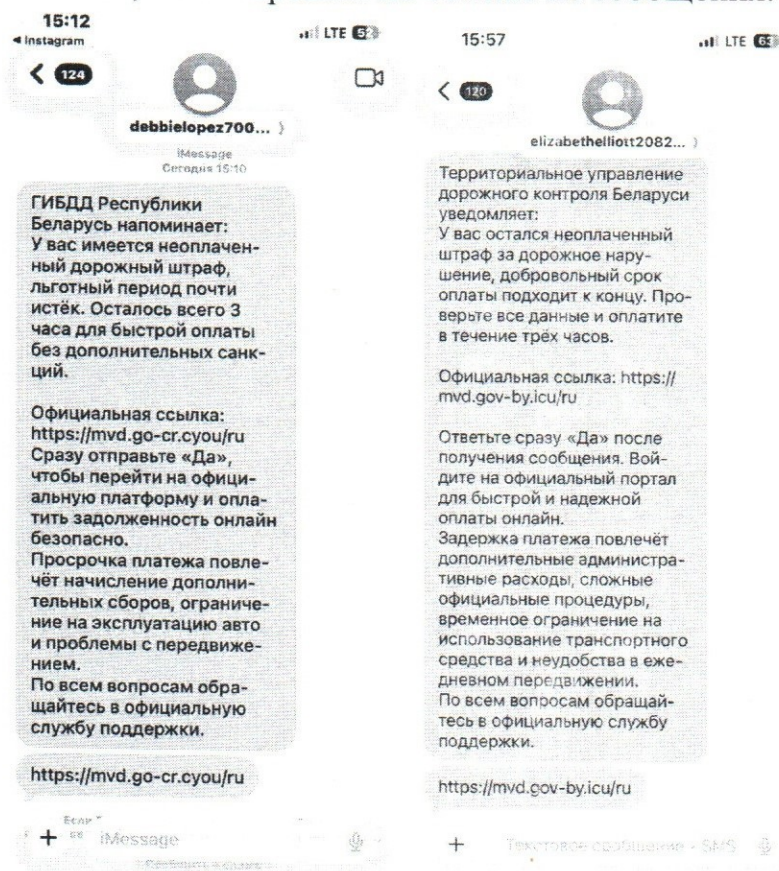 15:12
Instagram
LTE
124
debbielopez700...
iMessage
Сегодня 15:10
ГИБДД Республики
Беларусь напоминает:
У вас имеется неоплачен-
ный дорожный штраф,
льготный период почти
истёк. Осталось всего 3
часа для быстрой оплаты
без дополнительных санк-
ций.
Официальная ссылка:
https://mvd.go-cr.cyou/ru
Сразу отправьте «Да»,
чтобы перейти на офици-
альную платформу и опла-
тить задолженность онлайн
безопасно.
Просрочка платежа повле-
чёт начисление дополни-
тельных сборов, ограниче-
ние на эксплуатацию авто
и проблемы с передвиже-
нием.
По всем вопросам обра-
щайтесь в официальную
службу поддержки.
https://mvd.go-cr.cyou/ru
Если
iMessage
15:57
LTE 63
120
elizabethelliott2082...
Территориальное управление
дорожного контроля Беларуси
уведомляет:
У вас остался неоплаченный
штраф за дорожное нару-
шение, добровольный срок
оплаты подходит к концу. Про-
верьте все данные и оплатите
в течение трёх часов.
Официальная ссылка: https://
mvd.gov-by.icu/ru
Ответьте сразу «Да» после
получения сообщения. Вой-
дите на официальный портал
для быстрой и надежной
оплаты онлайн.
Задержка платежа повлечёт
дополнительные администра-
тивные расходы, сложные
официальные процедуры,
временное ограничение на
использование транспортного
средства и неудобства в еже-
дневном передвижении.
По всем вопросам обращай-
тесь в официальную службу
поддержки.
https://mvd.gov-by.icu/ru
Текстовое сообщение • SMS